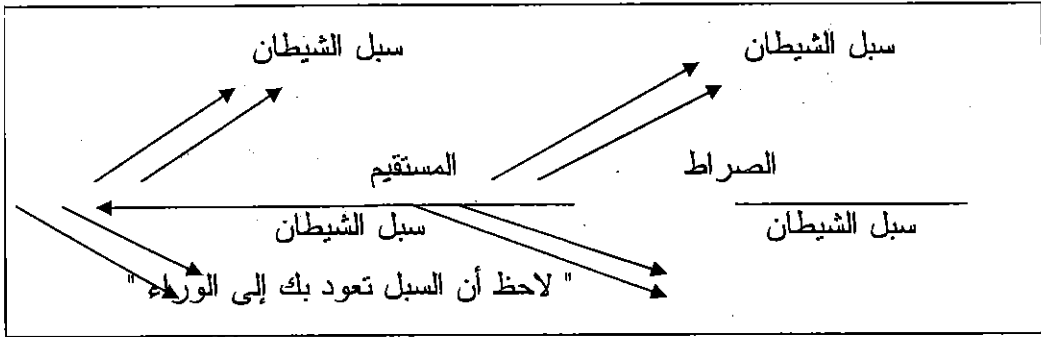 سبل الشيطان سبل الشيطان
الصراط المستقيم
سبل الشيطان سبل الشيطان
" لاحظ أن السبل تعود بك إلى الوراء "